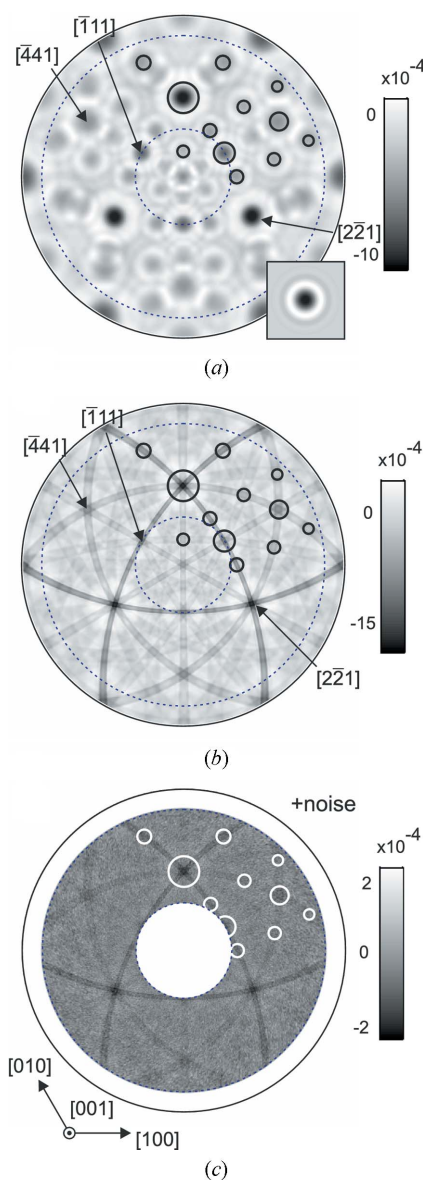 [1̅11]
[4̅41]
x10⁻⁴
0
[22̅1]
-10
(a)
[1̅11]
[4̅41]
x10⁻⁴
0
-15
[22̅1]
(b)
+noise
x10⁻⁴
2
0
-2
[010]
[001]
[100]
(c)